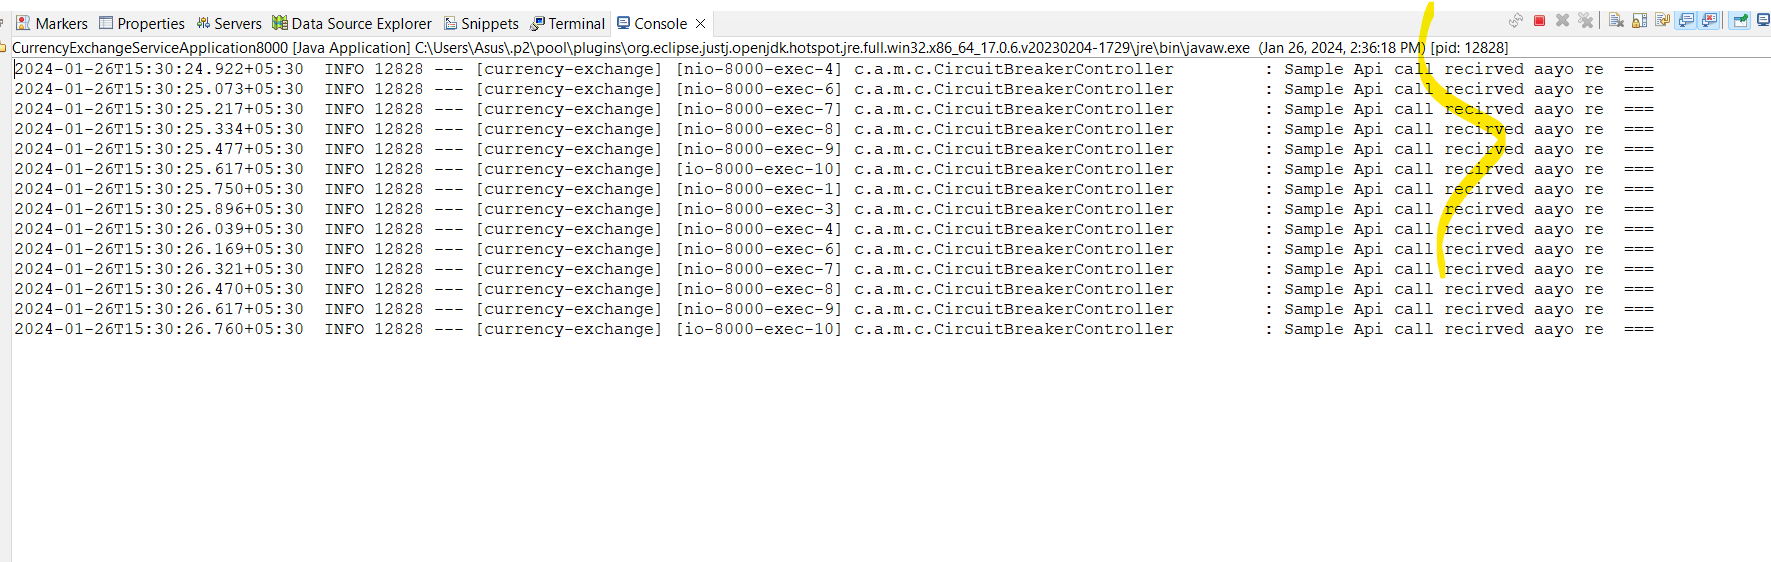 Markers Properties Servers Data Source Explorer Snippets Terminal Console
CurrencyExchangeServiceApplication8000 [Java Application] C:\Users\Asus\.p2\pool\plugins\org.eclipse.justj.openjdk.hotspot.jre.full.win32.x86_64_17.0.6.v20230204-1729\jre\bin\javaw.exe (Jan 26, 2024, 2:36:18 PM) [pid: 12828]
2024-01-26T15:30:24.922+05:30 INFO 12828 --- [currency-exchange] [nio-8000-exec-4] c.a.m.c.CircuitBreakerController : Sample Api call recirved aayo re ===
2024-01-26T15:30:25.073+05:30 INFO 12828 --- [currency-exchange] [nio-8000-exec-6] c.a.m.c.CircuitBreakerController : Sample Api call recirved aayo re ===
2024-01-26T15:30:25.217+05:30 INFO 12828 --- [currency-exchange] [nio-8000-exec-7] c.a.m.c.CircuitBreakerController : Sample Api call recirved aayo re ===
2024-01-26T15:30:25.334+05:30 INFO 12828 --- [currency-exchange] [nio-8000-exec-8] c.a.m.c.CircuitBreakerController : Sample Api call recirved aayo re ===
2024-01-26T15:30:25.477+05:30 INFO 12828 --- [currency-exchange] [nio-8000-exec-9] c.a.m.c.CircuitBreakerController : Sample Api call recirved aayo re ===
2024-01-26T15:30:25.617+05:30 INFO 12828 --- [currency-exchange] [io-8000-exec-10] c.a.m.c.CircuitBreakerController : Sample Api call recirved aayo re ===
2024-01-26T15:30:25.750+05:30 INFO 12828 --- [currency-exchange] [nio-8000-exec-1] c.a.m.c.CircuitBreakerController : Sample Api call recirved aayo re ===
2024-01-26T15:30:25.896+05:30 INFO 12828 --- [currency-exchange] [nio-8000-exec-3] c.a.m.c.CircuitBreakerController : Sample Api call recirved aayo re ===
2024-01-26T15:30:26.039+05:30 INFO 12828 --- [currency-exchange] [nio-8000-exec-4] c.a.m.c.CircuitBreakerController : Sample Api call recirved aayo re ===
2024-01-26T15:30:26.169+05:30 INFO 12828 --- [currency-exchange] [nio-8000-exec-6] c.a.m.c.CircuitBreakerController : Sample Api call recirved aayo re ===
2024-01-26T15:30:26.321+05:30 INFO 12828 --- [currency-exchange] [nio-8000-exec-7] c.a.m.c.CircuitBreakerController : Sample Api call recirved aayo re ===
2024-01-26T15:30:26.470+05:30 INFO 12828 --- [currency-exchange] [nio-8000-exec-8] c.a.m.c.CircuitBreakerController : Sample Api call recirved aayo re ===
2024-01-26T15:30:26.617+05:30 INFO 12828 --- [currency-exchange] [nio-8000-exec-9] c.a.m.c.CircuitBreakerController : Sample Api call recirved aayo re ===
2024-01-26T15:30:26.760+05:30 INFO 12828 --- [currency-exchange] [io-8000-exec-10] c.a.m.c.CircuitBreakerController : Sample Api call recirved aayo re ===